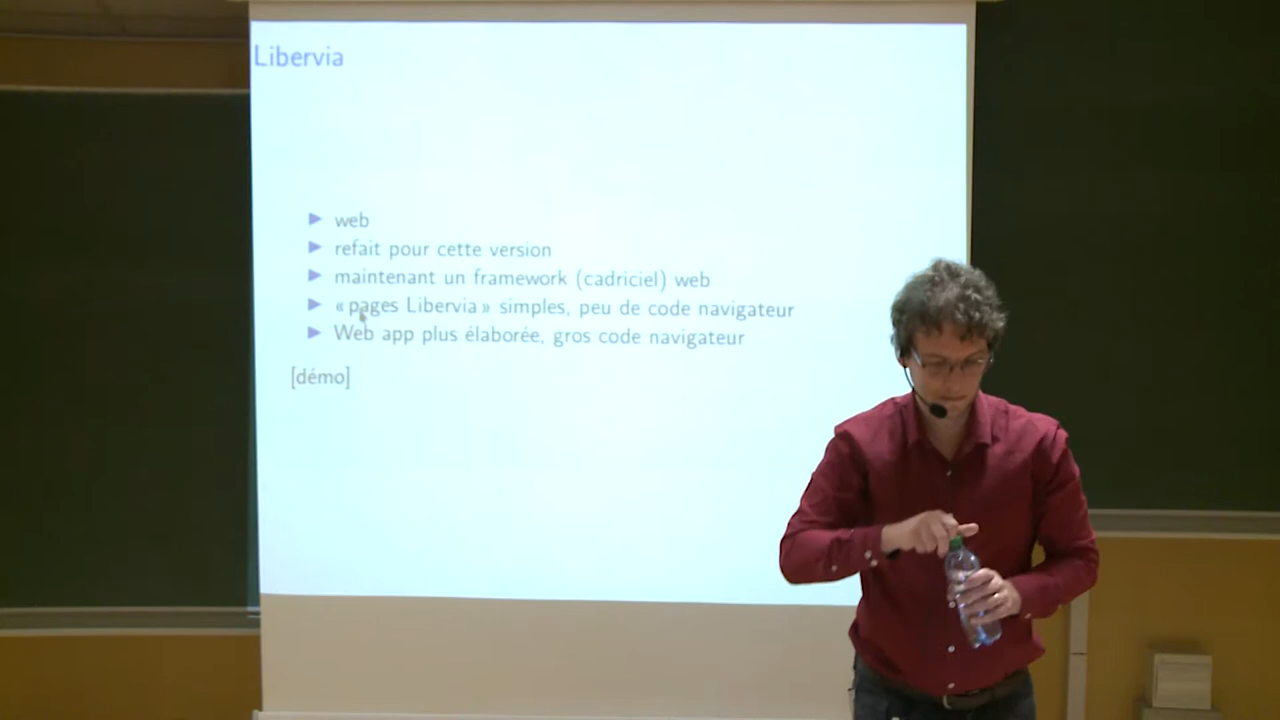 Libervia
▶ web
▶ refait pour cette version
▶ maintenant un framework (cadriciel) web
▶ « pages Libervia » simples, peu de code navigateur
▶ Web app plus élaborée, gros code navigateur
[démo]